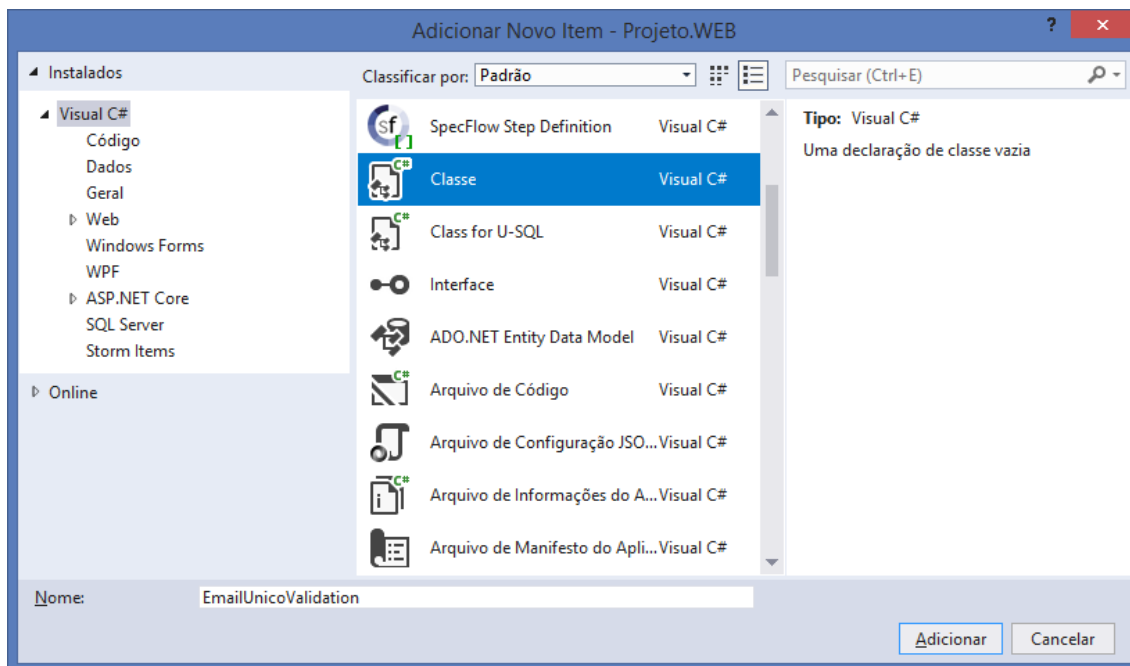 Adicionar Novo Item - Projeto.WEB
?
Instalados
Visual C#
Código
Dados
Geral
Web
Windows Forms
WPF
ASP.NET Core
SQL Server
Storm Items
Online
Classificar por: Padrão
SpecFlow Step Definition Visual C#
Classe Visual C#
Class for U-SQL Visual C#
Interface Visual C#
ADO.NET Entity Data Model Visual C#
Arquivo de Código Visual C#
Arquivo de Configuração JSO... Visual C#
Arquivo de Informações do A... Visual C#
Arquivo de Manifesto do Apli... Visual C#
Pesquisar (Ctrl+E)
Tipo: Visual C#
Uma declaração de classe vazia
Nome: EmailUnicoValidation
Adicionar Cancelar